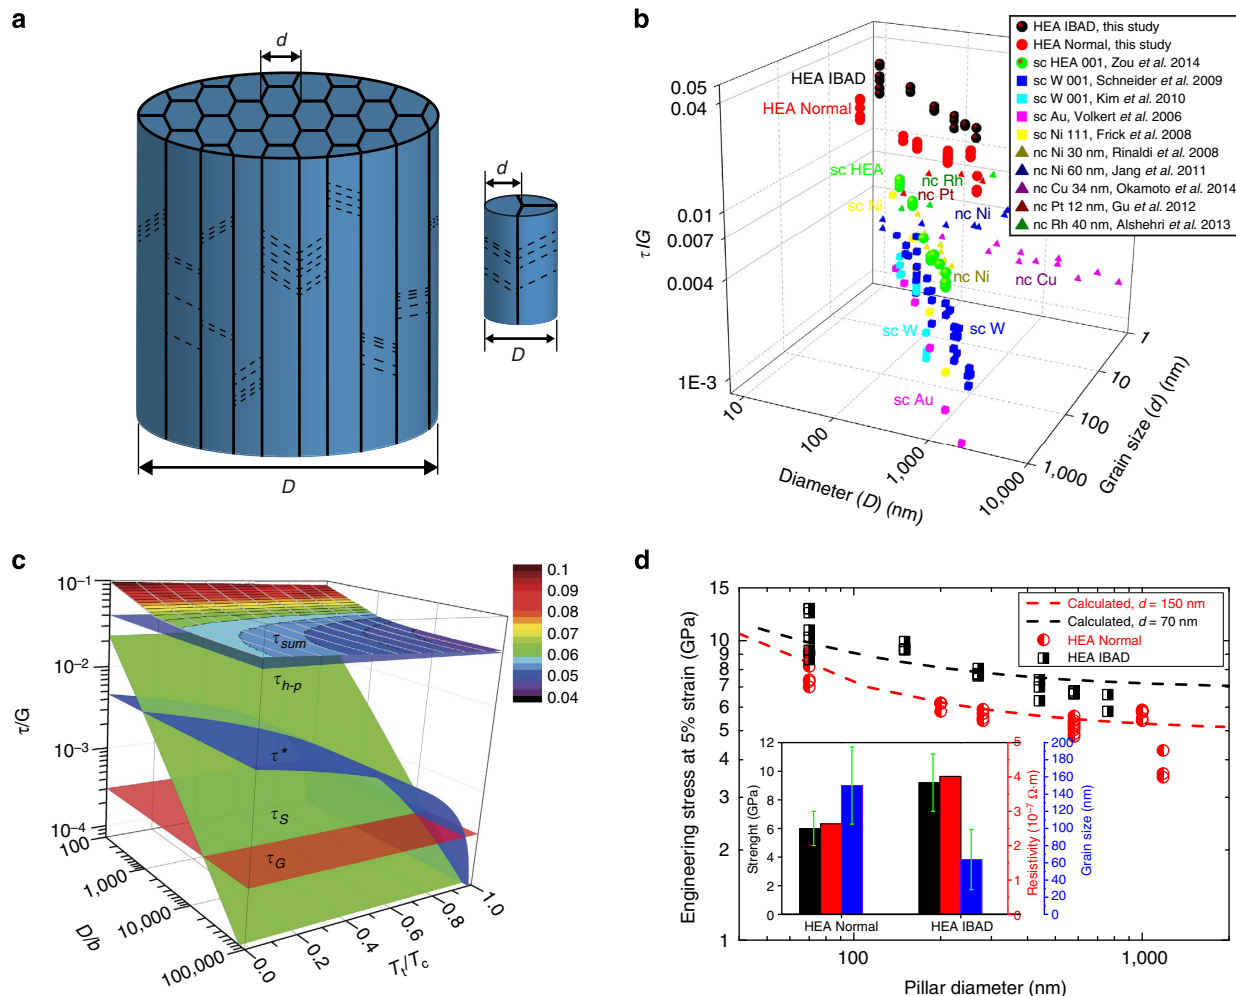 a
d
d
D
D
b
HEA IBAD, this study
HEA Normal, this study
sc HEA 001, Zou et al. 2014
sc W 001, Schneider et al. 2009
sc W 001, Kim et al. 2010
sc Au, Volkert et al. 2006
sc Ni 111, Frick et al. 2008
nc Ni 30 nm, Rinaldi et al. 2008
nc Ni 60 nm, Jang et al. 2011
nc Cu 34 nm, Okamoto et al. 2014
nc Pt 12 nm, Gu et al. 2012
nc Rh 40 nm, Alshehri et al. 2013
0.05
0.04
0.01
0.007
0.004
1E-3
τ/G
HEA IBAD
HEA Normal
sc HEA
nc Rh
nc Pt
sc Ni
nc Ni
nc Ni
nc Cu
sc W
sc W
sc Au
10
100
1,000
10,000
Diameter (D) (nm)
1
10
100
1,000
Grain size (d) (nm)
c
10⁻¹
10⁻²
10⁻³
10⁻⁴
τ/G
τsum
τh-p
τ*
τS
τG
0.1
0.09
0.08
0.07
0.06
0.05
0.04
100
1,000
10,000
100,000
D/b
0.0
0.2
0.4
0.6
0.8
1.0
Tt/Tc
d
15
10
9
8
7
6
5
4
3
2
1
Engineering stress at 5% strain (GPa)
Calculated, d = 150 nm
Calculated, d = 70 nm
HEA Normal
HEA IBAD
12
10
8
6
4
2
0
Strenght (GPa)
5
4
3
2
1
0
Resistivity (10⁻⁷ Ω·m)
200
180
160
140
120
100
80
60
40
20
0
Grain size (nm)
HEA Normal
HEA IBAD
100
1,000
Pillar diameter (nm)